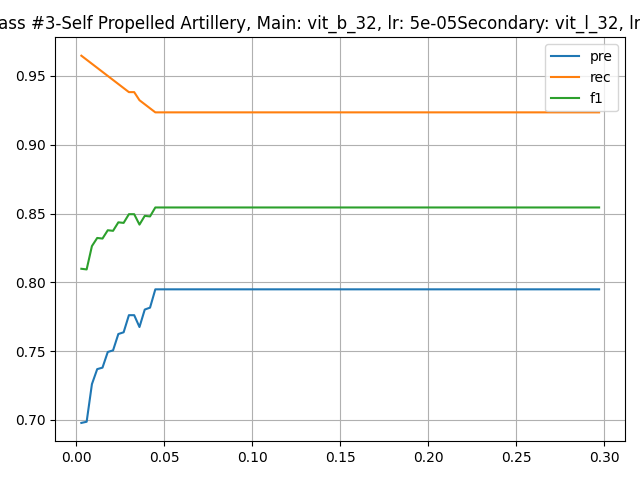 ass #3-Self Propelled Artillery, Main: vit_b_32, lr: 5e-05Secondary: vit_l_32, lr
pre
rec
f1
0.95
0.90
0.85
0.80
0.75
0.70
0.00 0.05 0.10 0.15 0.20 0.25 0.30